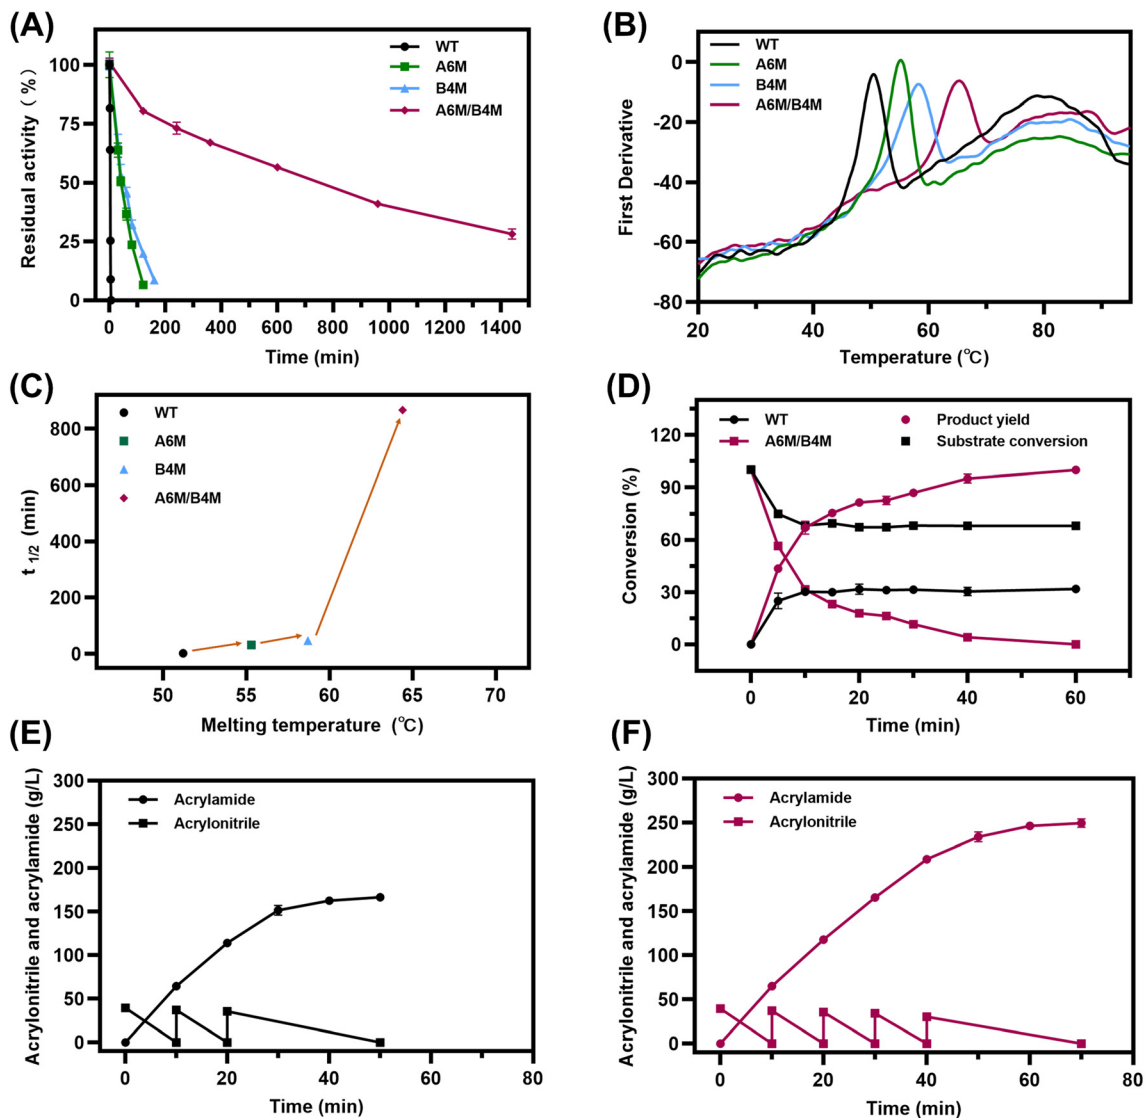 (A)
Residual activity ( % )
100
75
50
25
0
WT
A6M
B4M
A6M/B4M
0 200 400 600 800 1000 1200 1400
Time (min)
(B)
First Derivative
0
-20
-40
-60
-80
WT
A6M
B4M
A6M/B4M
20 40 60 80
Temperature (℃)
(C)
t 1/2 (min)
800
600
400
200
0
WT
A6M
B4M
A6M/B4M
50 55 60 65 70
Melting temperature (℃)
(D)
Conversion (%)
120
90
60
30
0
WT
A6M/B4M
Product yield
Substrate conversion
0 20 40 60
Time (min)
(E)
Acrylonitrile and acrylamide (g/L)
300
250
200
150
100
50
0
Acrylamide
Acrylonitrile
0 20 40 60 80
Time (min)
(F)
Acrylonitrile and acrylamide (g/L)
300
250
200
150
100
50
0
Acrylamide
Acrylonitrile
0 20 40 60 80
Time (min)